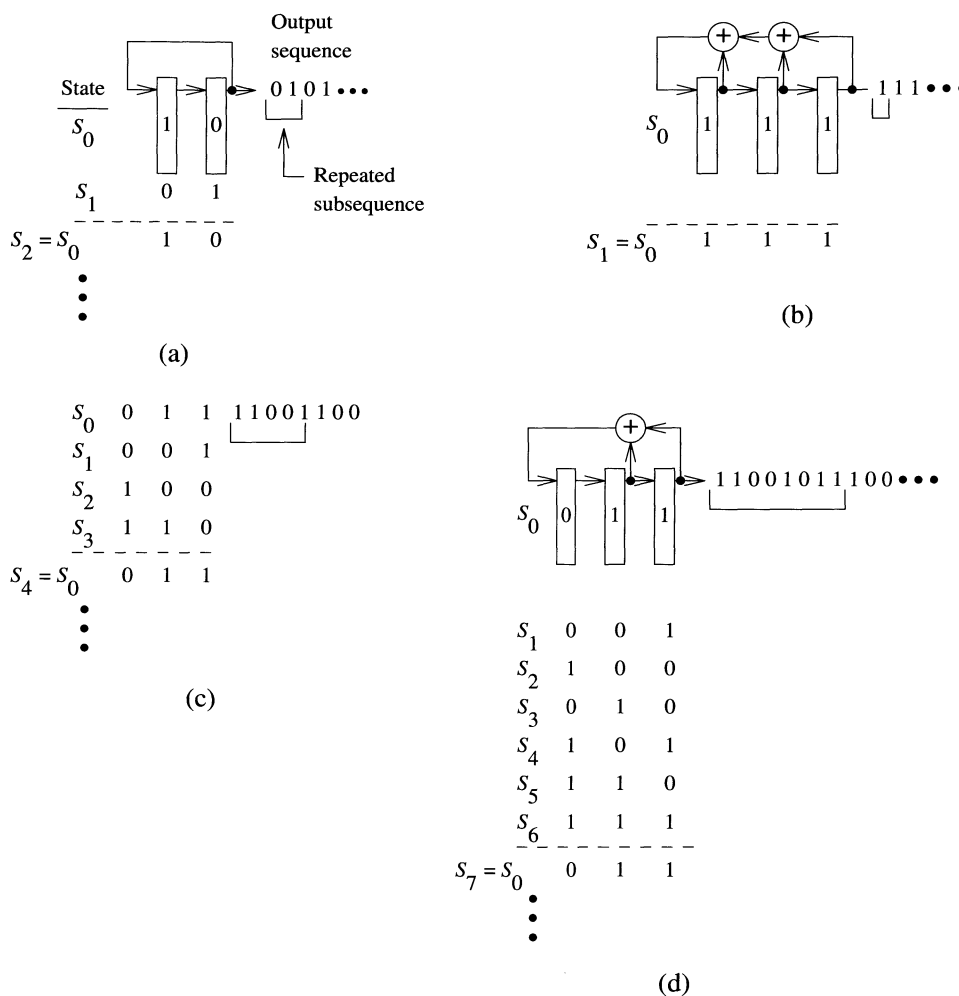 Output
sequence
State 0 1 0 1 •••
S0 1 0
S1 0 1
Repeated
subsequence
S2 = S0 1 0
(a)
+ +
1 1 1 •••
S0 1 1 1
S1 = S0 1 1 1
(b)
S0 0 1 1 1 1 0 0 1 1 0 0
S1 0 0 1
S2 1 0 0
S3 1 1 0
S4 = S0 0 1 1
(c)
+
1 1 0 0 1 0 1 1 1 0 0 •••
S0 0 1 1
S1 0 0 1
S2 1 0 0
S3 0 1 0
S4 1 0 1
S5 1 1 0
S6 1 1 1
S7 = S0 0 1 1
(d)